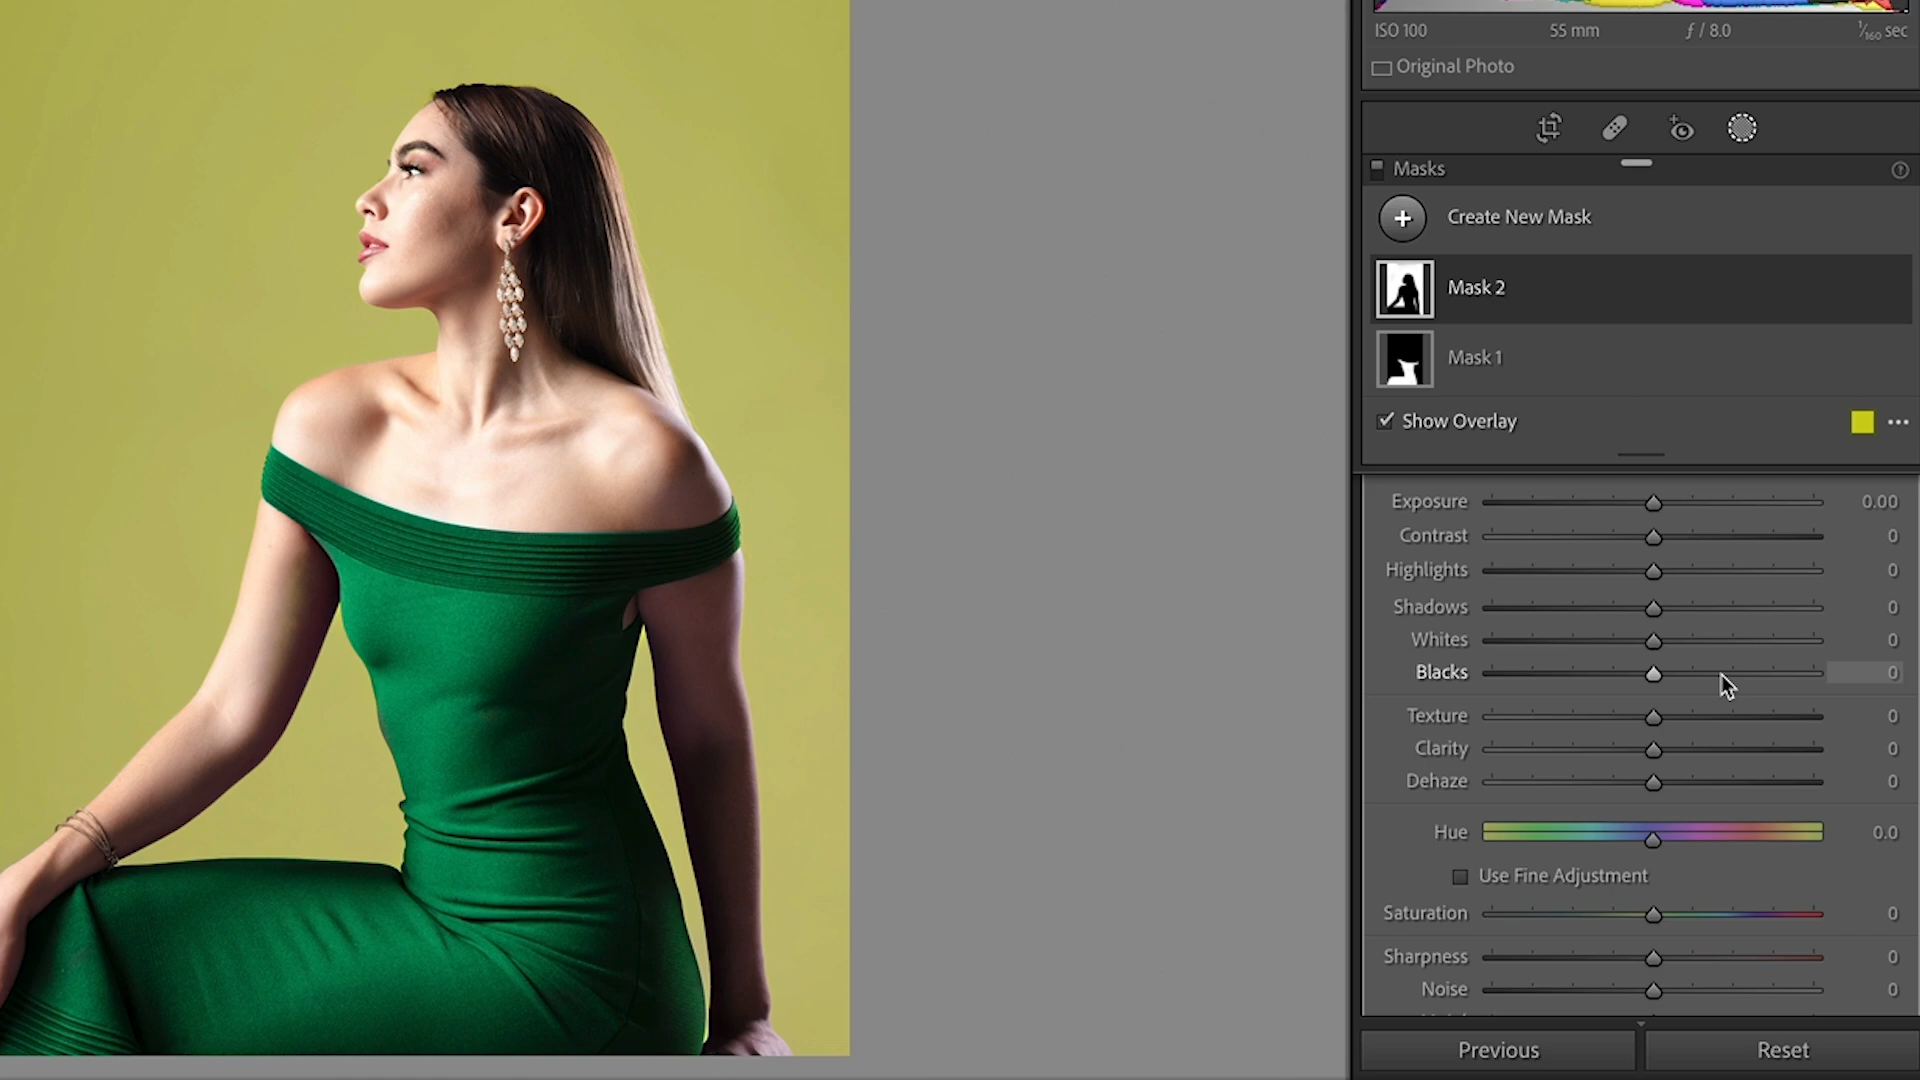 ISO 100 55 mm ƒ / 8.0 1/160 sec
Original Photo
Masks
Create New Mask
Mask 2
Mask 1
Show Overlay
Exposure 0.00
Contrast 0
Highlights 0
Shadows 0
Whites 0
Blacks 0
Texture 0
Clarity 0
Dehaze 0
Hue 0.0
Use Fine Adjustment
Saturation 0
Sharpness 0
Noise 0
Previous Reset